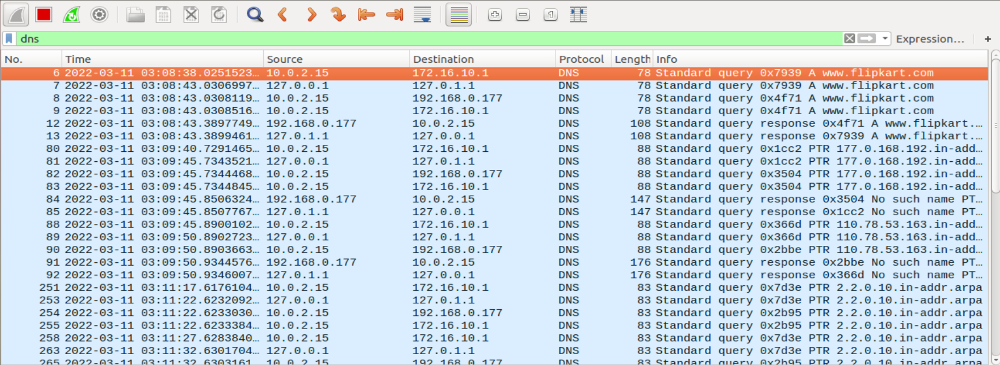 dns Expression… +
No. Time Source Destination Protocol Length Info
6 2022-03-11 03:08:38.0251523… 10.0.2.15 172.16.10.1 DNS 78 Standard query 0x7939 A www.flipkart.com
7 2022-03-11 03:08:43.0306997… 127.0.0.1 127.0.1.1 DNS 78 Standard query 0x7939 A www.flipkart.com
8 2022-03-11 03:08:43.0308119… 10.0.2.15 192.168.0.177 DNS 78 Standard query 0x4f71 A www.flipkart.com
9 2022-03-11 03:08:43.0308516… 10.0.2.15 172.16.10.1 DNS 78 Standard query 0x4f71 A www.flipkart.com
12 2022-03-11 03:08:43.3897749… 192.168.0.177 10.0.2.15 DNS 108 Standard query response 0x4f71 A www.flipkart.…
13 2022-03-11 03:08:43.3899461… 127.0.1.1 127.0.0.1 DNS 108 Standard query response 0x7939 A www.flipkart.…
80 2022-03-11 03:09:40.7291465… 10.0.2.15 172.16.10.1 DNS 88 Standard query 0x1cc2 PTR 177.0.168.192.in-add…
81 2022-03-11 03:09:45.7343521… 127.0.0.1 127.0.1.1 DNS 88 Standard query 0x1cc2 PTR 177.0.168.192.in-add…
82 2022-03-11 03:09:45.7344468… 10.0.2.15 192.168.0.177 DNS 88 Standard query 0x3504 PTR 177.0.168.192.in-add…
83 2022-03-11 03:09:45.7344845… 10.0.2.15 172.16.10.1 DNS 88 Standard query 0x3504 PTR 177.0.168.192.in-add…
84 2022-03-11 03:09:45.8506324… 192.168.0.177 10.0.2.15 DNS 147 Standard query response 0x3504 No such name PT…
85 2022-03-11 03:09:45.8507767… 127.0.1.1 127.0.0.1 DNS 147 Standard query response 0x1cc2 No such name PT…
88 2022-03-11 03:09:45.8900102… 10.0.2.15 172.16.10.1 DNS 88 Standard query 0x366d PTR 110.78.53.163.in-add…
89 2022-03-11 03:09:50.8902723… 127.0.0.1 127.0.1.1 DNS 88 Standard query 0x366d PTR 110.78.53.163.in-add…
90 2022-03-11 03:09:50.8903663… 10.0.2.15 192.168.0.177 DNS 88 Standard query 0x2bbe PTR 110.78.53.163.in-add…
91 2022-03-11 03:09:50.9344576… 192.168.0.177 10.0.2.15 DNS 176 Standard query response 0x2bbe No such name PT…
92 2022-03-11 03:09:50.9346007… 127.0.1.1 127.0.0.1 DNS 176 Standard query response 0x366d No such name PT…
251 2022-03-11 03:11:17.6176104… 10.0.2.15 172.16.10.1 DNS 83 Standard query 0x7d3e PTR 2.2.0.10.in-addr.arpa
253 2022-03-11 03:11:22.6232092… 127.0.0.1 127.0.1.1 DNS 83 Standard query 0x7d3e PTR 2.2.0.10.in-addr.arpa
254 2022-03-11 03:11:22.6233030… 10.0.2.15 192.168.0.177 DNS 83 Standard query 0x2b95 PTR 2.2.0.10.in-addr.arpa
255 2022-03-11 03:11:22.6233384… 10.0.2.15 172.16.10.1 DNS 83 Standard query 0x2b95 PTR 2.2.0.10.in-addr.arpa
258 2022-03-11 03:11:27.6283840… 10.0.2.15 172.16.10.1 DNS 83 Standard query 0x7d3e PTR 2.2.0.10.in-addr.arpa
263 2022-03-11 03:11:32.6301704… 127.0.0.1 127.0.1.1 DNS 83 Standard query 0x7d3e PTR 2.2.0.10.in-addr.arpa
265 2022-03-11 03:11:32.6303161… 10.0.2.15 192.168.0.177 DNS 83 Standard query 0x2b95 PTR 2.2.0.10.in-addr.arpa